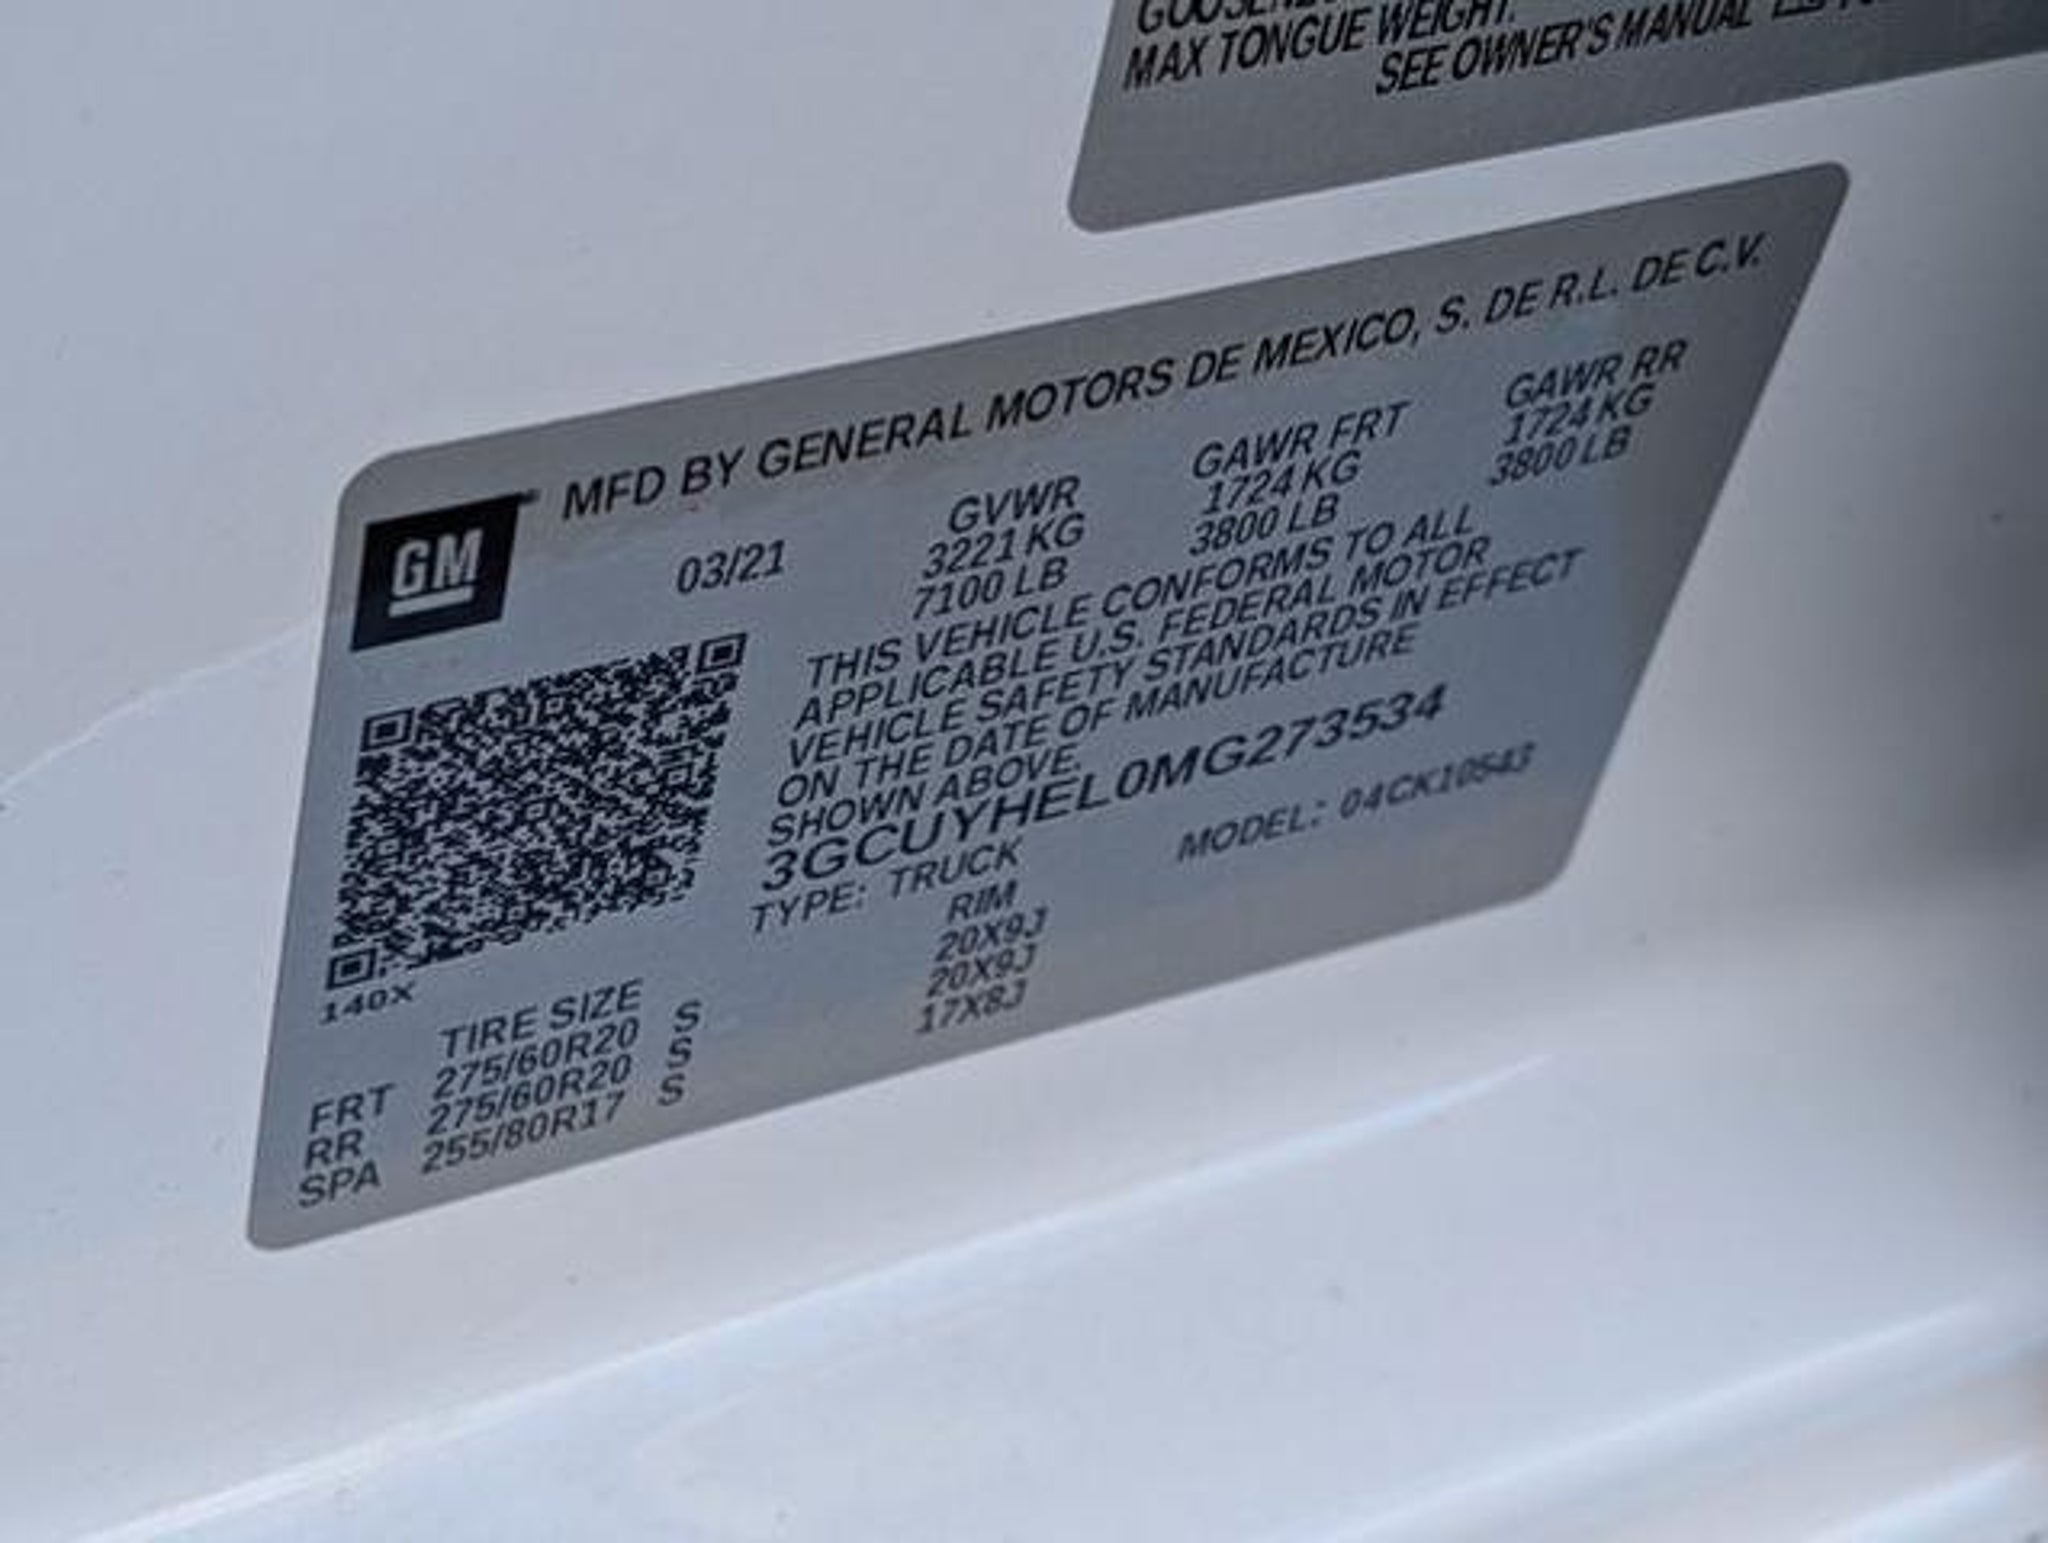 MAX TONGUE WEIGHT.
SEE OWNER'S MANUAL
MFD BY GENERAL MOTORS DE MEXICO, S. DE R.L. DE C.V.
GM
03/21
GVWR GAWR FRT GAWR RR
3221 KG 1724 KG 1724 KG
7100 LB 3800 LB 3800 LB
THIS VEHICLE CONFORMS TO ALL
APPLICABLE U.S. FEDERAL MOTOR
VEHICLE SAFETY STANDARDS IN EFFECT
ON THE DATE OF MANUFACTURE
SHOWN ABOVE.
3GCUYHEL0MG273534
TYPE: TRUCK MODEL: 04CK10543
140X
TIRE SIZE RIM
FRT 275/60R20 S 20X9J
RR 275/60R20 S 20X9J
SPA 255/80R17 S 17X8J